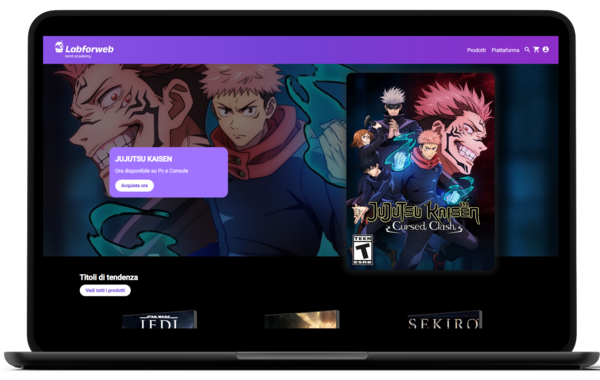 Labforweb
nerd academy
Prodotti
Piattaforma
JUJUTSU KAISEN
Ora disponibile su Pc e Console
Acquista ora
JUJUTSU KAISEN
Cursed Clash
TEEN
T
ESRB
Titoli di tendenza
Vedi tutti i prodotti
STAR WARS
JEDI
SEKIRO